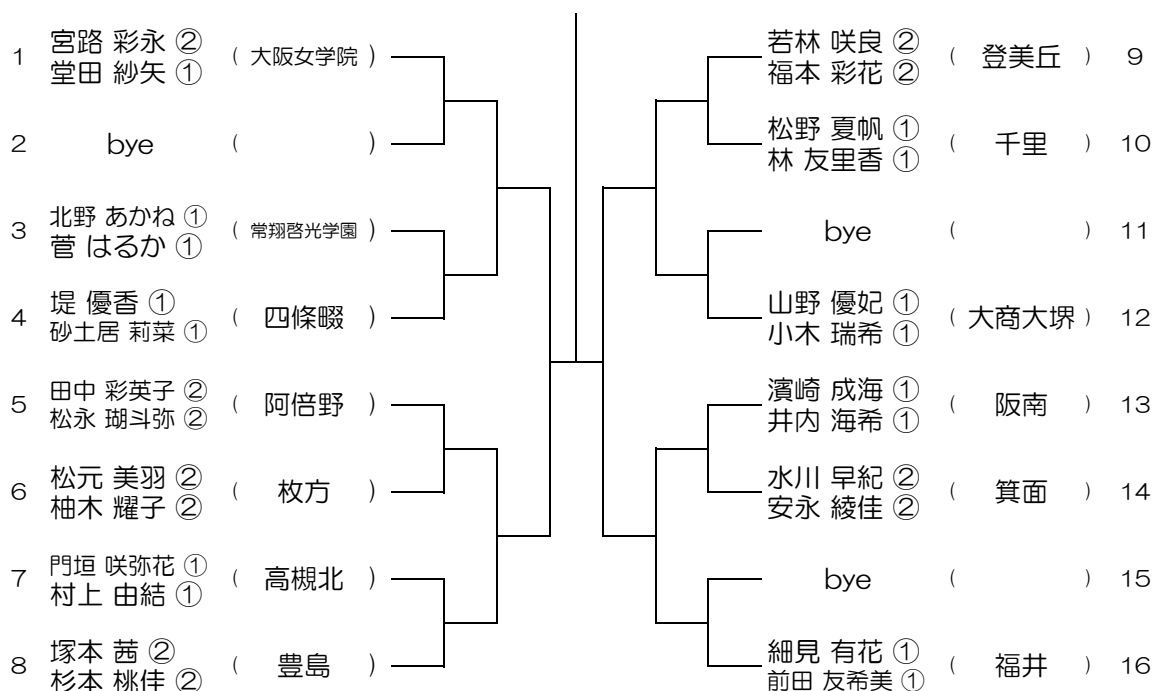 1 宮路 彩永 ② ( 大阪女学院 )
堂田 紗矢 ①
2 bye ( )
3 北野 あかね ① ( 常翔啓光学園 )
菅 はるか ①
4 堤 優香 ① ( 四條畷 )
砂土居 莉菜 ①
5 田中 彩英子 ② ( 阿倍野 )
松永 瑚斗弥 ②
6 松元 美羽 ② ( 枚方 )
柚木 耀子 ②
7 門垣 咲弥花 ① ( 高槻北 )
村上 由結 ①
8 塚本 茜 ② ( 豊島 )
杉本 桃佳 ②
若林 咲良 ② ( 登美丘 ) 9
福本 彩花 ②
松野 夏帆 ① ( 千里 ) 10
林 友里香 ①
bye ( ) 11
山野 優妃 ① ( 大商大堺 ) 12
小木 瑞希 ①
濱崎 成海 ① ( 阪南 ) 13
井内 海希 ①
水川 早紀 ② ( 箕面 ) 14
安永 綾佳 ②
bye ( ) 15
細見 有花 ① ( 福井 ) 16
前田 友希美 ①